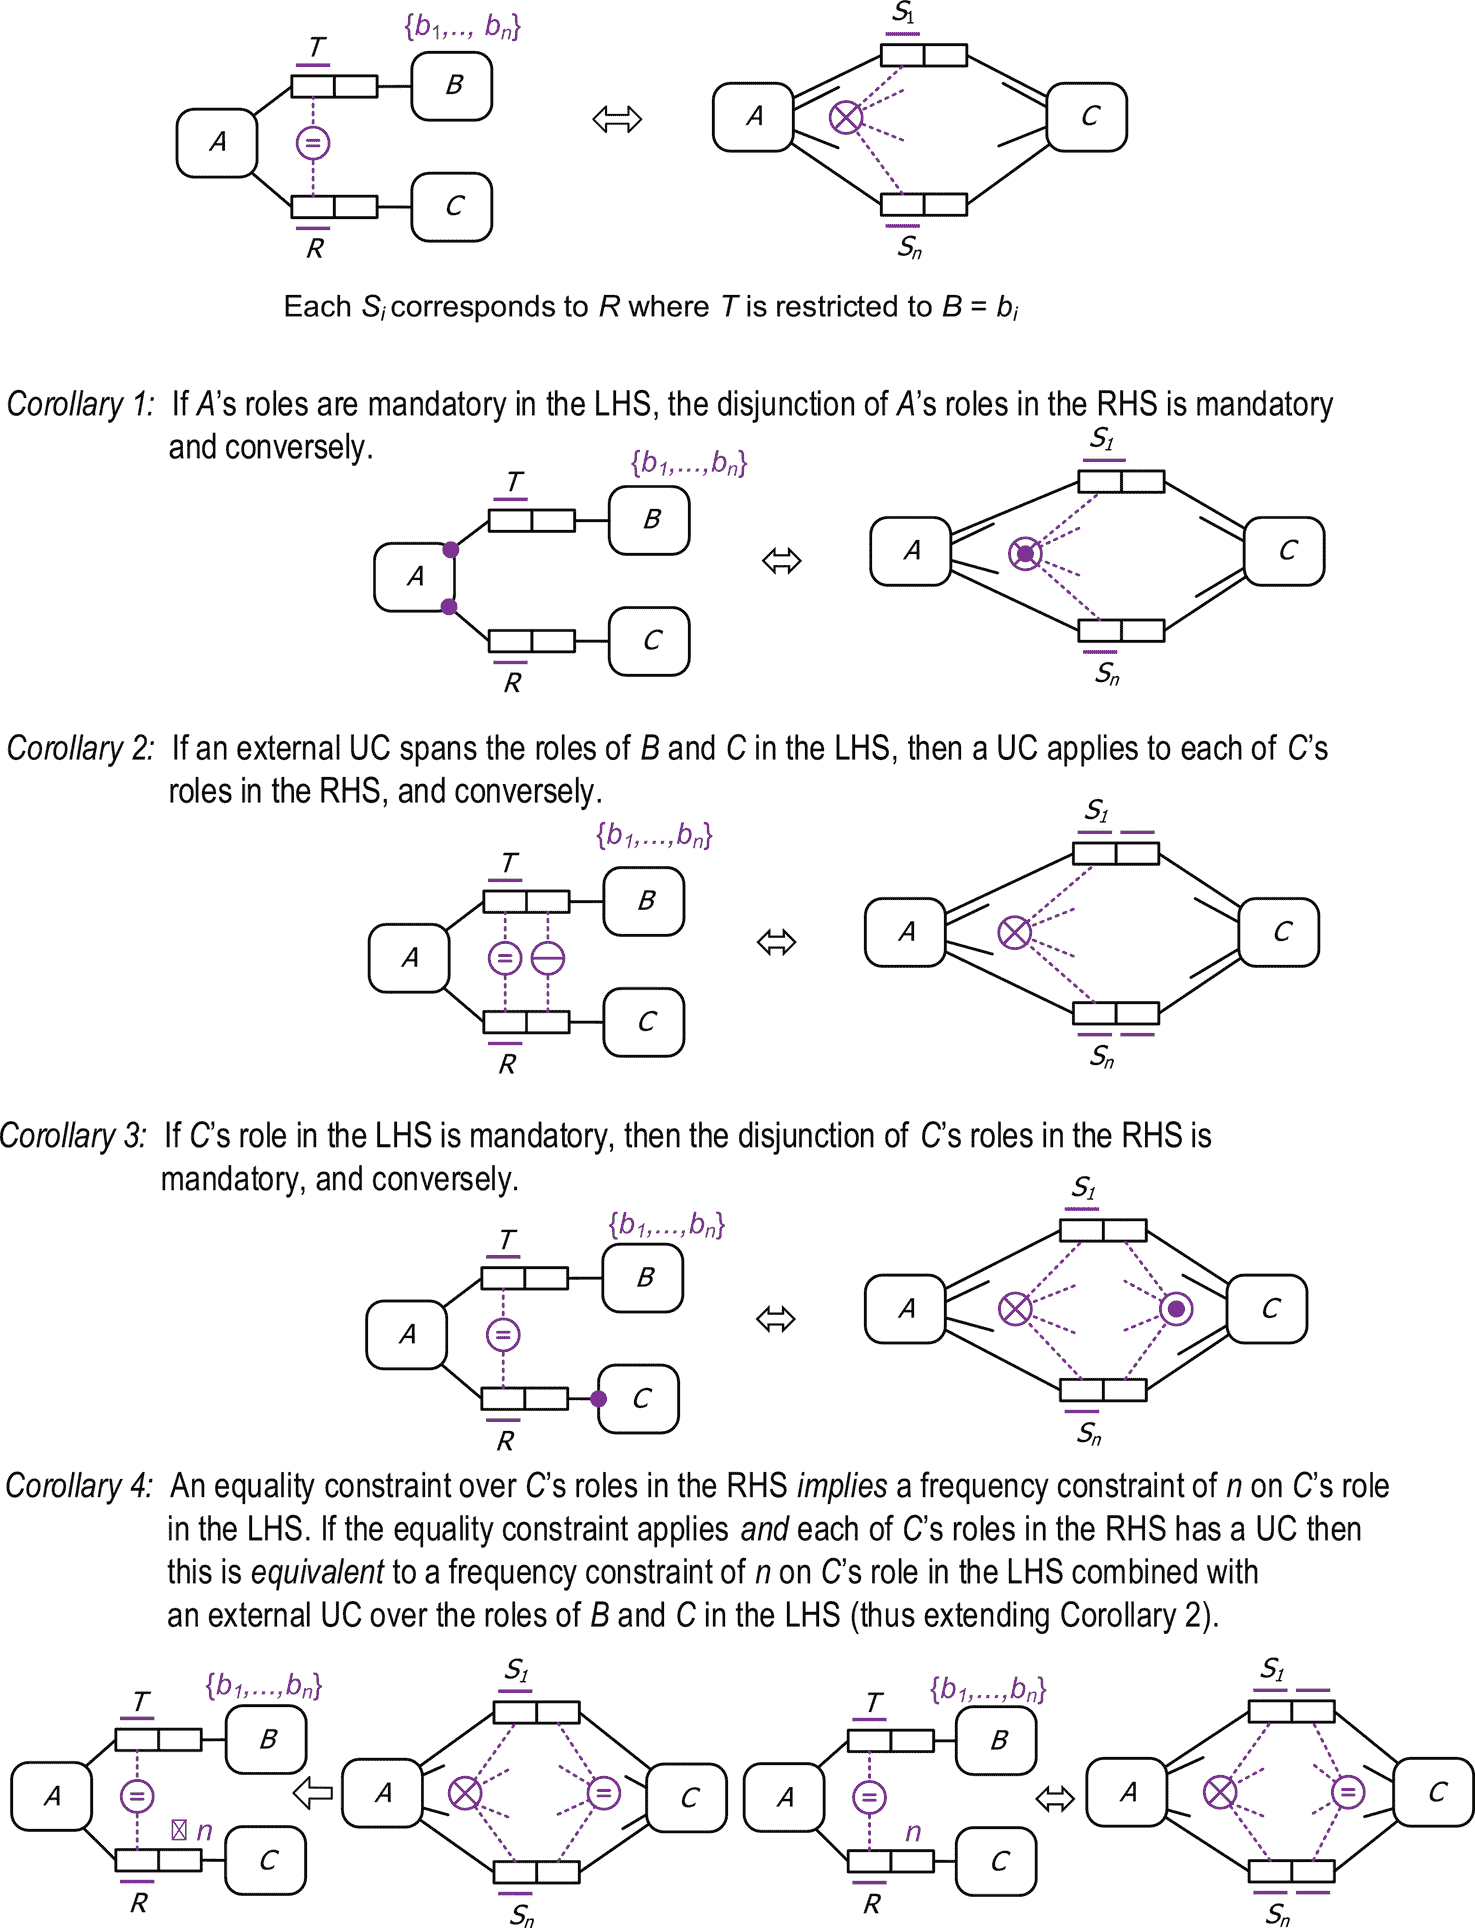 {b1,.., bn}
S1
T
B
A
A
C
=
C
R
Sn
Each Si corresponds to R where T is restricted to B = bi
Corollary 1: If A's roles are mandatory in the LHS, the disjunction of A's roles in the RHS is mandatory
and conversely.
S1
{b1,...,bn}
T
B
A
C
A
C
R
Sn
Corollary 2: If an external UC spans the roles of B and C in the LHS, then a UC applies to each of C's
roles in the RHS, and conversely.
S1
{b1,...,bn}
T
B
A
C
A
=
C
R
Sn
Corollary 3: If C's role in the LHS is mandatory, then the disjunction of C's roles in the RHS is
mandatory, and conversely.
S1
{b1,...,bn}
T
B
A
C
A
=
C
R
Sn
Corollary 4: An equality constraint over C's roles in the RHS implies a frequency constraint of n on C's role
in the LHS. If the equality constraint applies and each of C's roles in the RHS has a UC then
this is equivalent to a frequency constraint of n on C's role in the LHS combined with
an external UC over the roles of B and C in the LHS (thus extending Corollary 2).
{b1,...,bn}
T
B
A
=
n
C
R
S1
A
=
C
Sn
{b1,...,bn}
T
B
A
=
n
C
R
S1
A
=
C
Sn